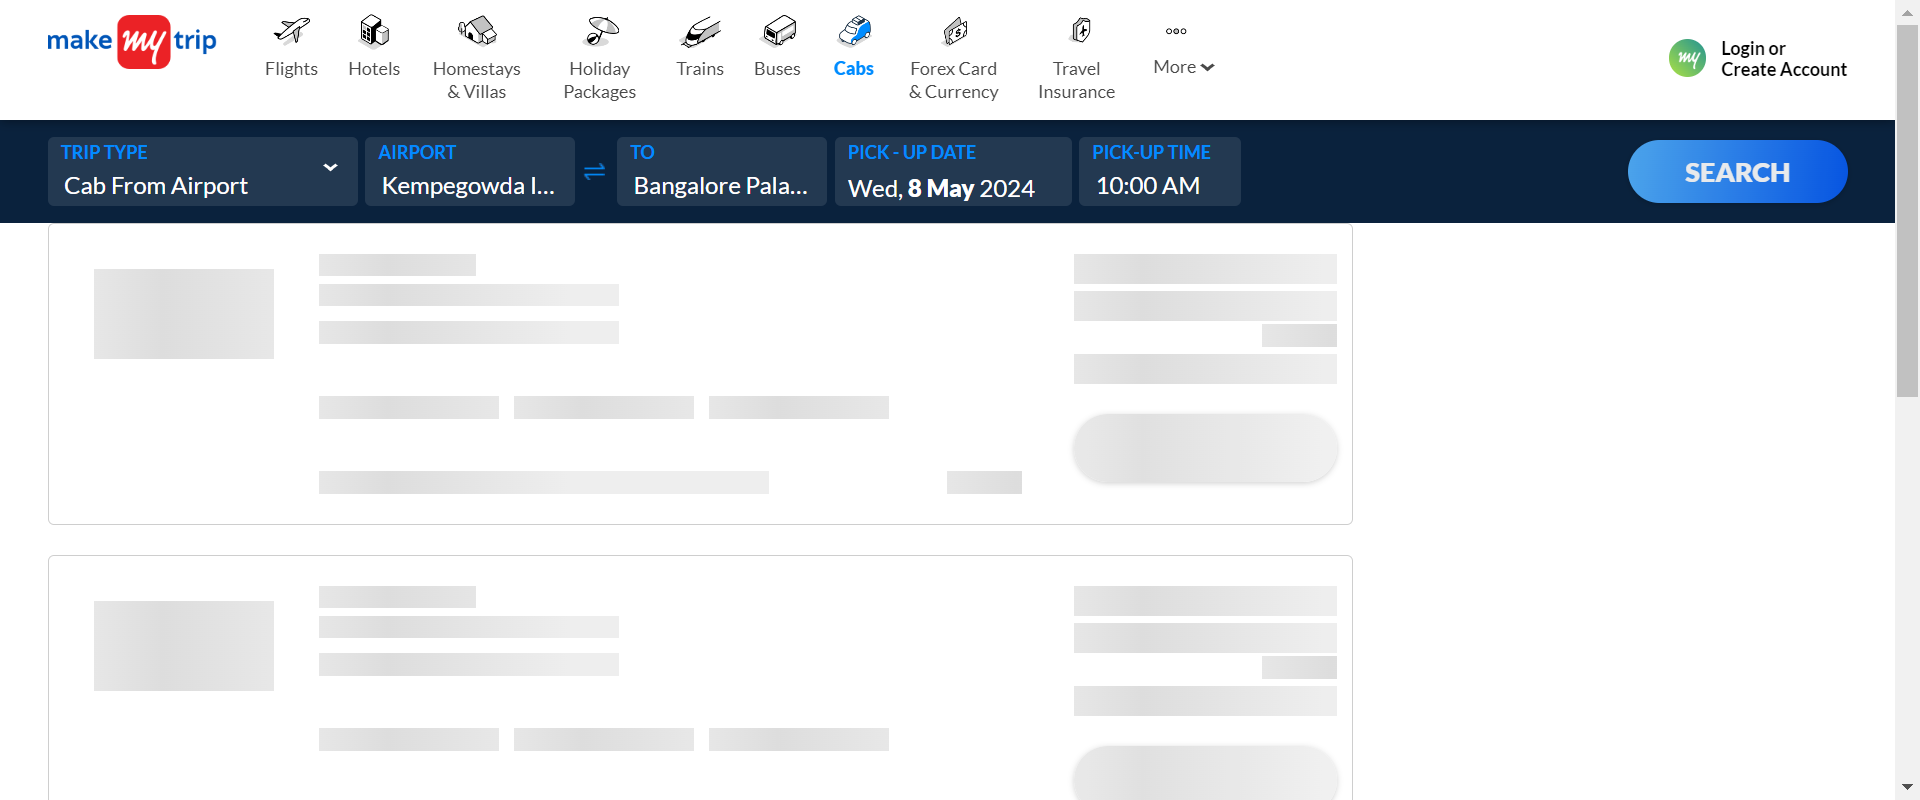 make my trip
Flights
Hotels
Homestays
& Villas
Holiday
Packages
Trains
Buses
Cabs
Forex Card
& Currency
Travel
Insurance
More
my
Login or
Create Account
TRIP TYPE
Cab From Airport
AIRPORT
Kempegowda I...
TO
Bangalore Pala...
PICK - UP DATE
Wed, 8 May 2024
PICK-UP TIME
10:00 AM
SEARCH